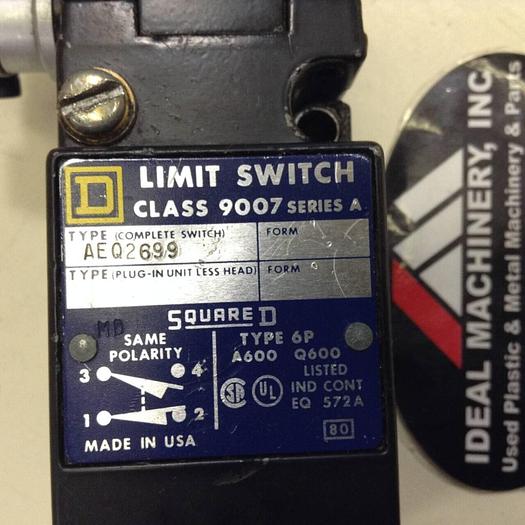 D
LIMIT SWITCH
CLASS 9007 SERIES A
TYPE (COMPLETE SWITCH)
FORM
AEQ2699
TYPE (PLUG-IN UNIT LESS HEAD)
FORM
SQUARE D
MD
SAME
POLARITY
3
4
1
2
MADE IN USA
TYPE 6P
A600 Q600
LISTED
IND CONT
EQ 572A
SA
UL
80
IDEAL MACHINERY, INC
Used Plastic & Metal Machinery & Parts